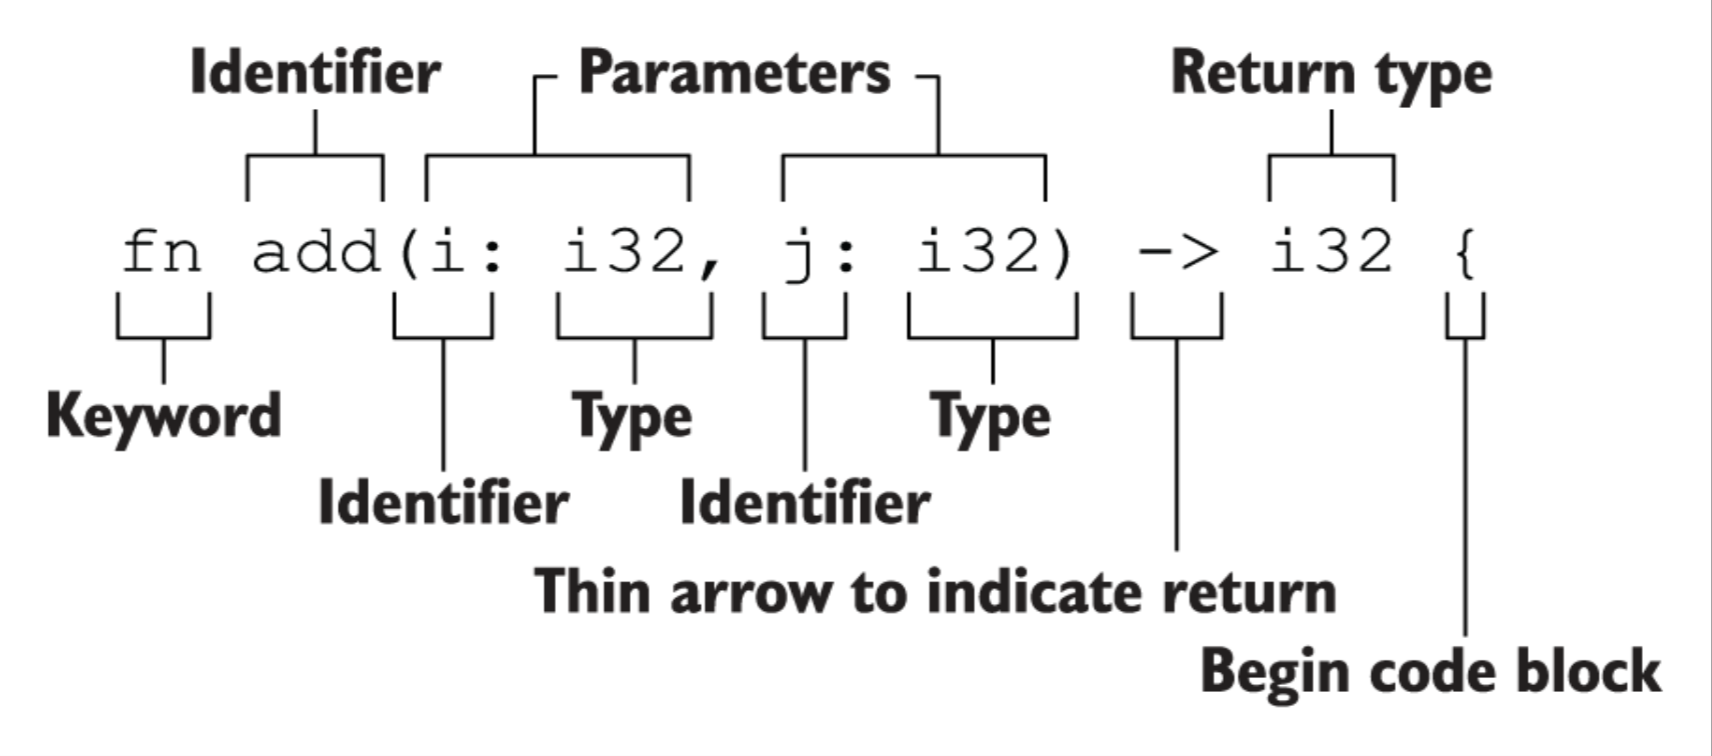 Identifier Parameters Return type
fn add(i: i32, j: i32) -> i32 {
Keyword Type Type
Identifier Identifier
Thin arrow to indicate return
Begin code block